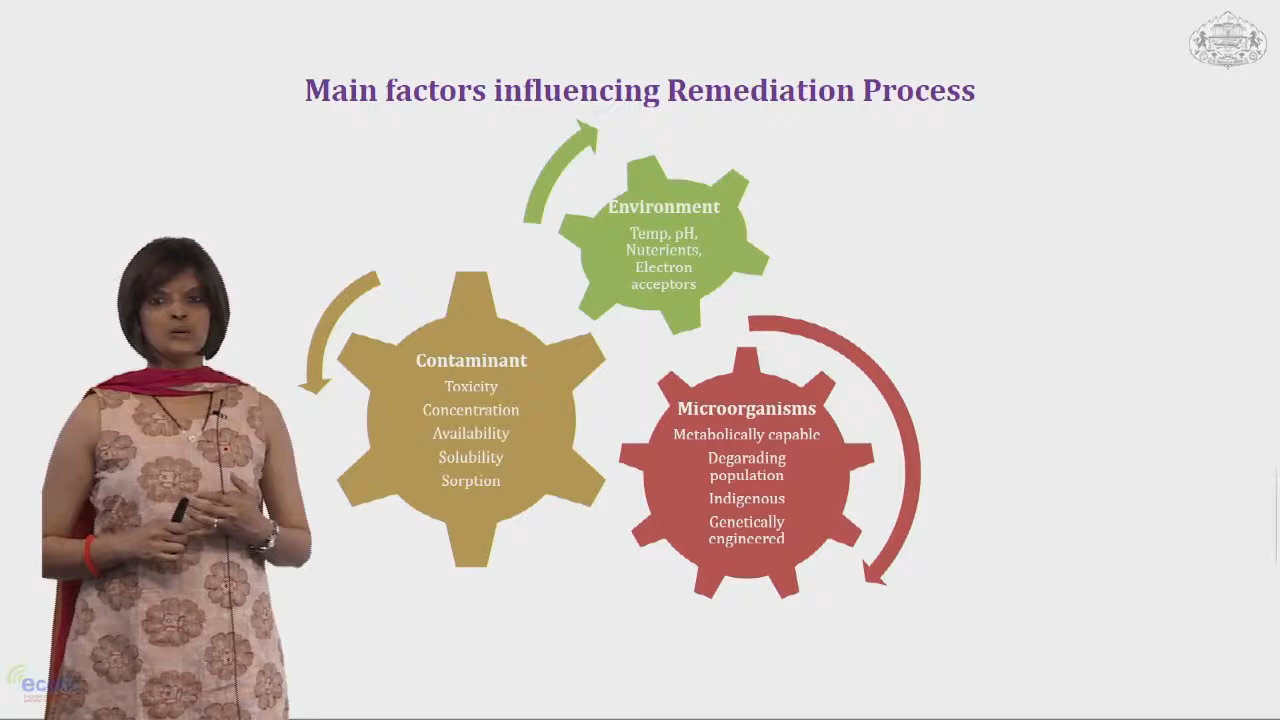 Main factors influencing Remediation Process
Environment
Temp, pH,
Nuterients,
Electron
acceptors
Contaminant
Toxicity
Concentration
Availability
Solubility
Sorption
Microorganisms
Metabolically capable
Degarading
population
Indigenous
Genetically
engineered